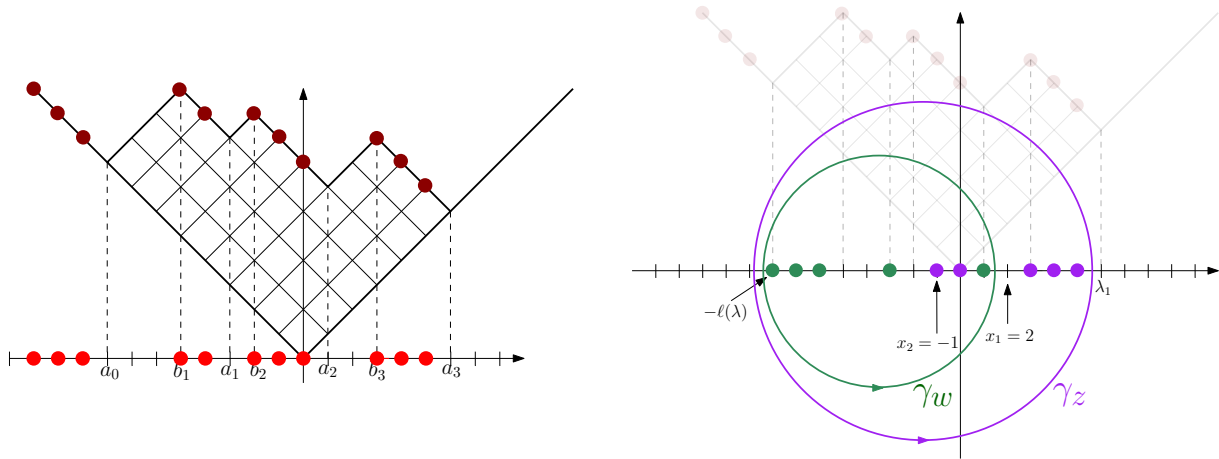 a₀ b₁ a₁ b₂ a₂ b₃ a₃
−ℓ(λ)
x₂ = −1
x₁ = 2
λ₁
γw
γz